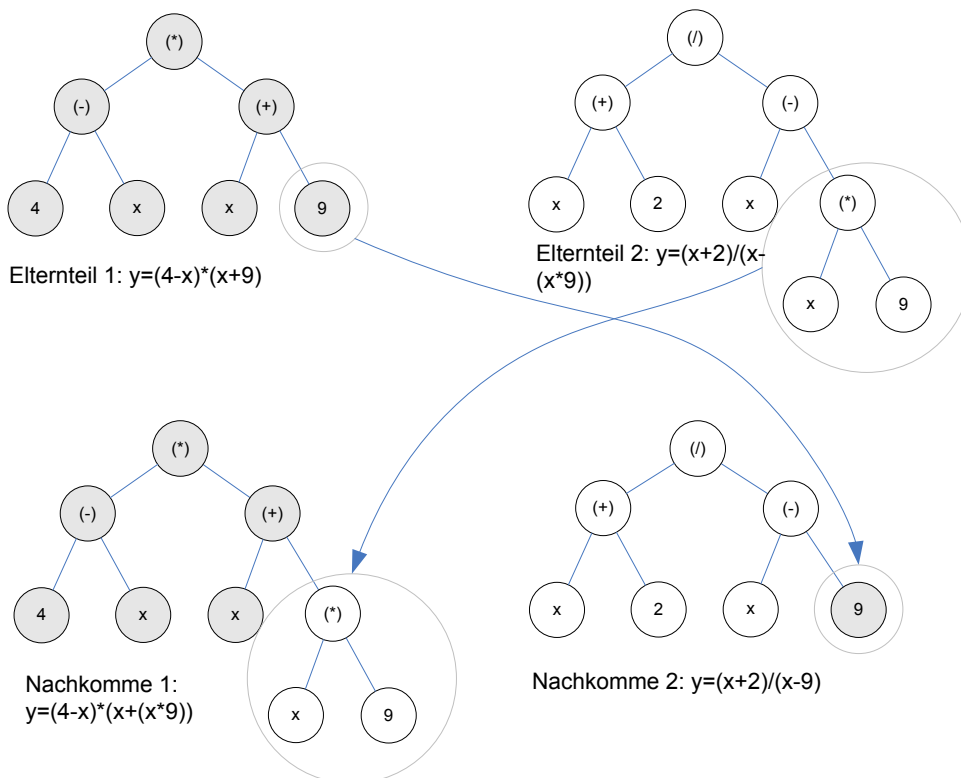 (*)
(-)
(+)
4
x
x
9
Elternteil 1: y=(4-x)*(x+9)
(/)
(+)
(-)
x
2
x
(*)
x
9
Elternteil 2: y=(x+2)/(x-
(x*9))
(*)
(-)
(+)
4
x
x
(*)
x
9
Nachkomme 1:
y=(4-x)*(x+(x*9))
(/)
(+)
(-)
x
2
x
9
Nachkomme 2: y=(x+2)/(x-9)